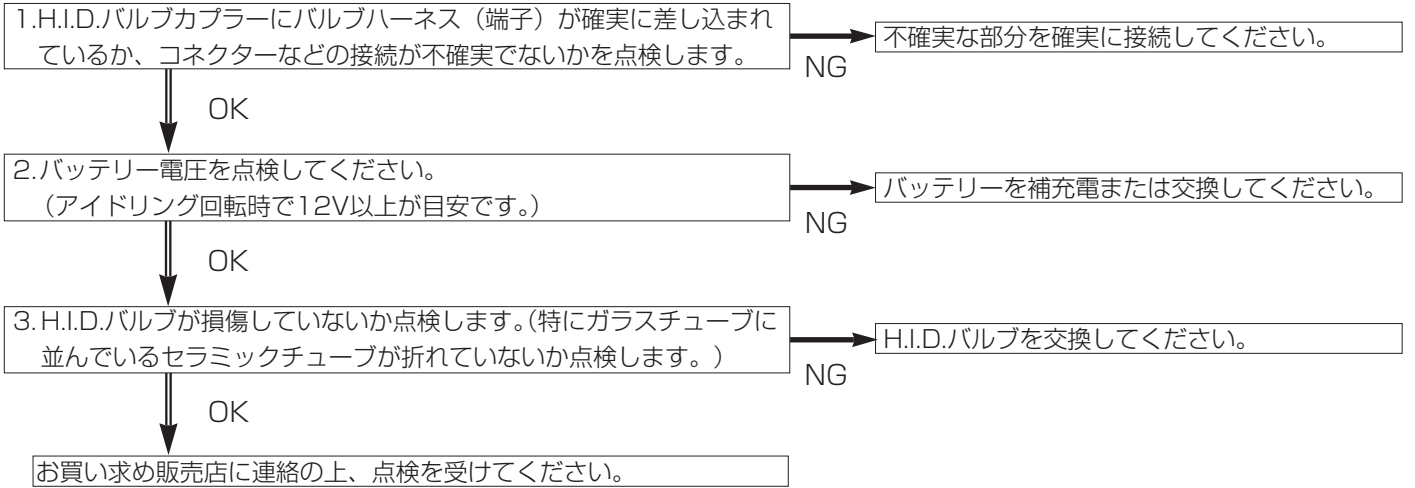 1.H.I.D.バルブカプラーにバルブハーネス（端子）が確実に差し込まれ
ているか、コネクターなどの接続が不確実でないかを点検します。
不確実な部分を確実に接続してください。
NG
OK
2.バッテリー電圧を点検してください。
（アイドリング回転時で12V以上が目安です。）
バッテリーを補充電または交換してください。
NG
OK
3.H.I.D.バルブが損傷していないか点検します。（特にガラスチューブに
並んでいるセラミックチューブが折れていないか点検します。）
H.I.D.バルブを交換してください。
NG
OK
お買い求め販売店に連絡の上、点検を受けてください。